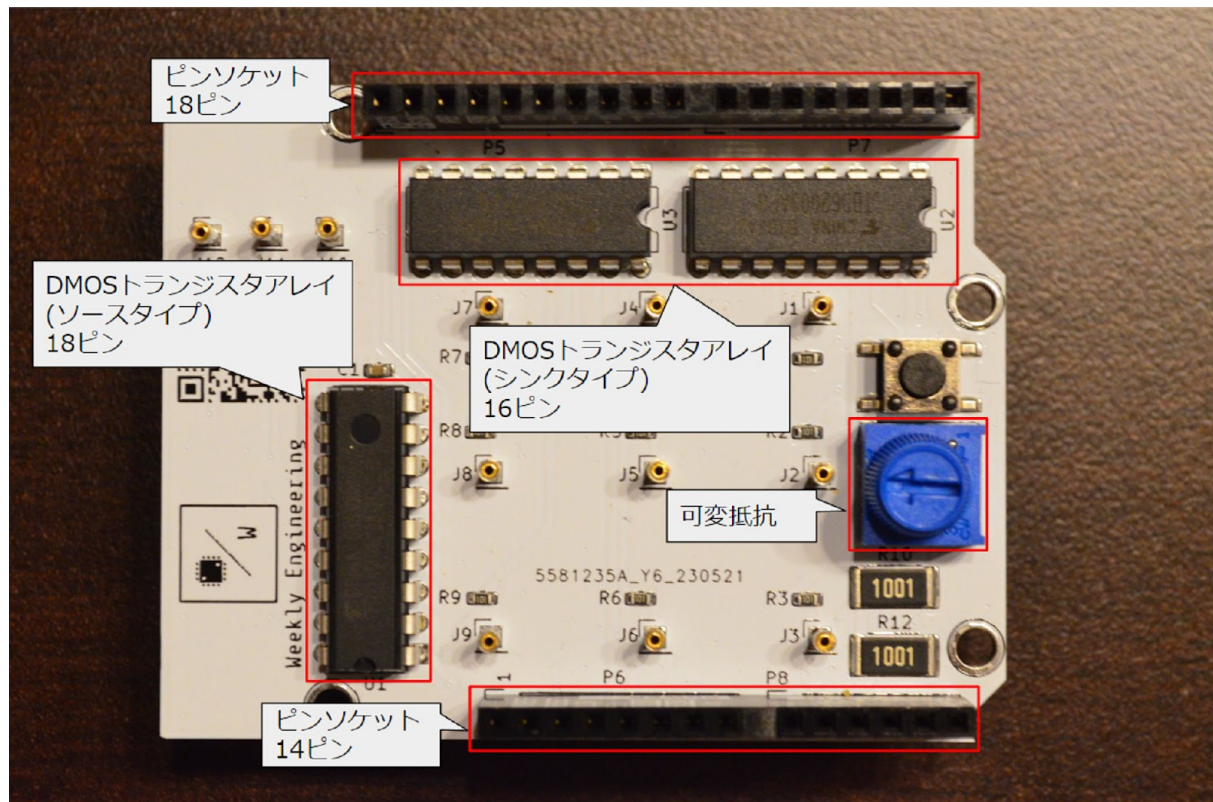 ピンソケット
18ピン
P5
P7
U3
U2
DMOSトランジスタアレイ
(ソースタイプ)
18ピン
J7
J4
J1
R7
DMOSトランジスタアレイ
(シンクタイプ)
16ピン
C1
R8
R2
J8
J5
J2
可変抵抗
Weekly Engineering
W
5581235A_Y6_230521
R10
1001
R9
R6
R3
R12
1001
J9
J6
J3
U1
1
P6
P8
ピンソケット
14ピン